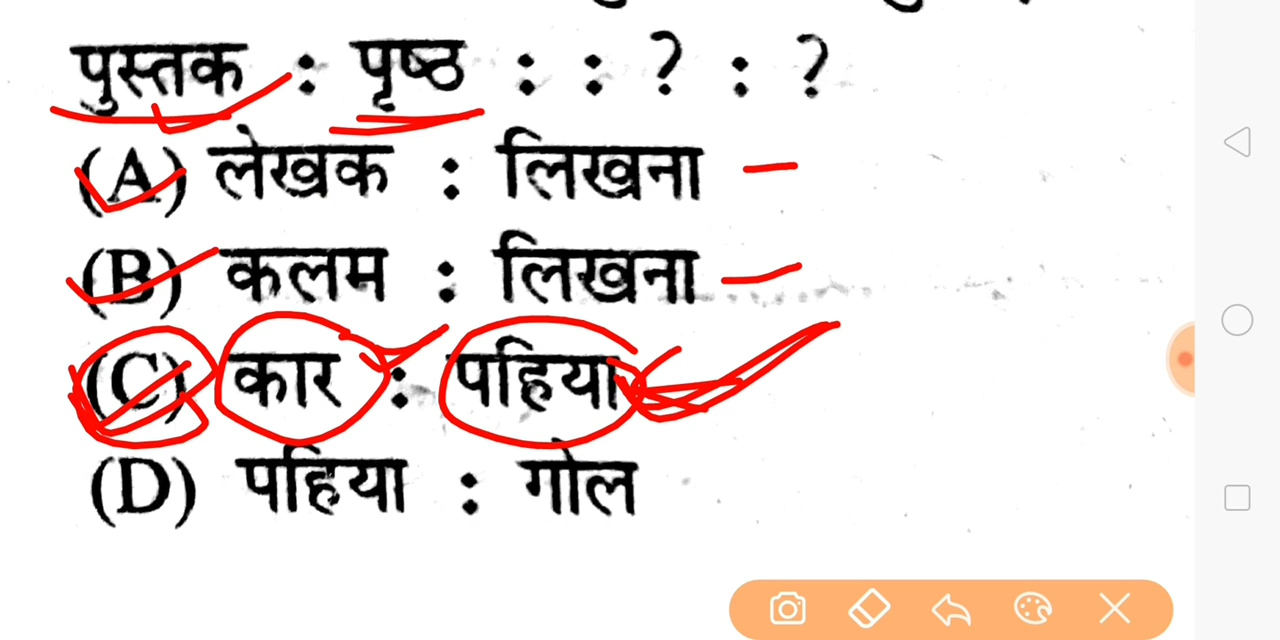 पुस्तक : पृष्ठ : : ? : ?
(A) लेखक : लिखना
(B) कलम : लिखना
(C) कार : पहिया
(D) पहिया : गोल